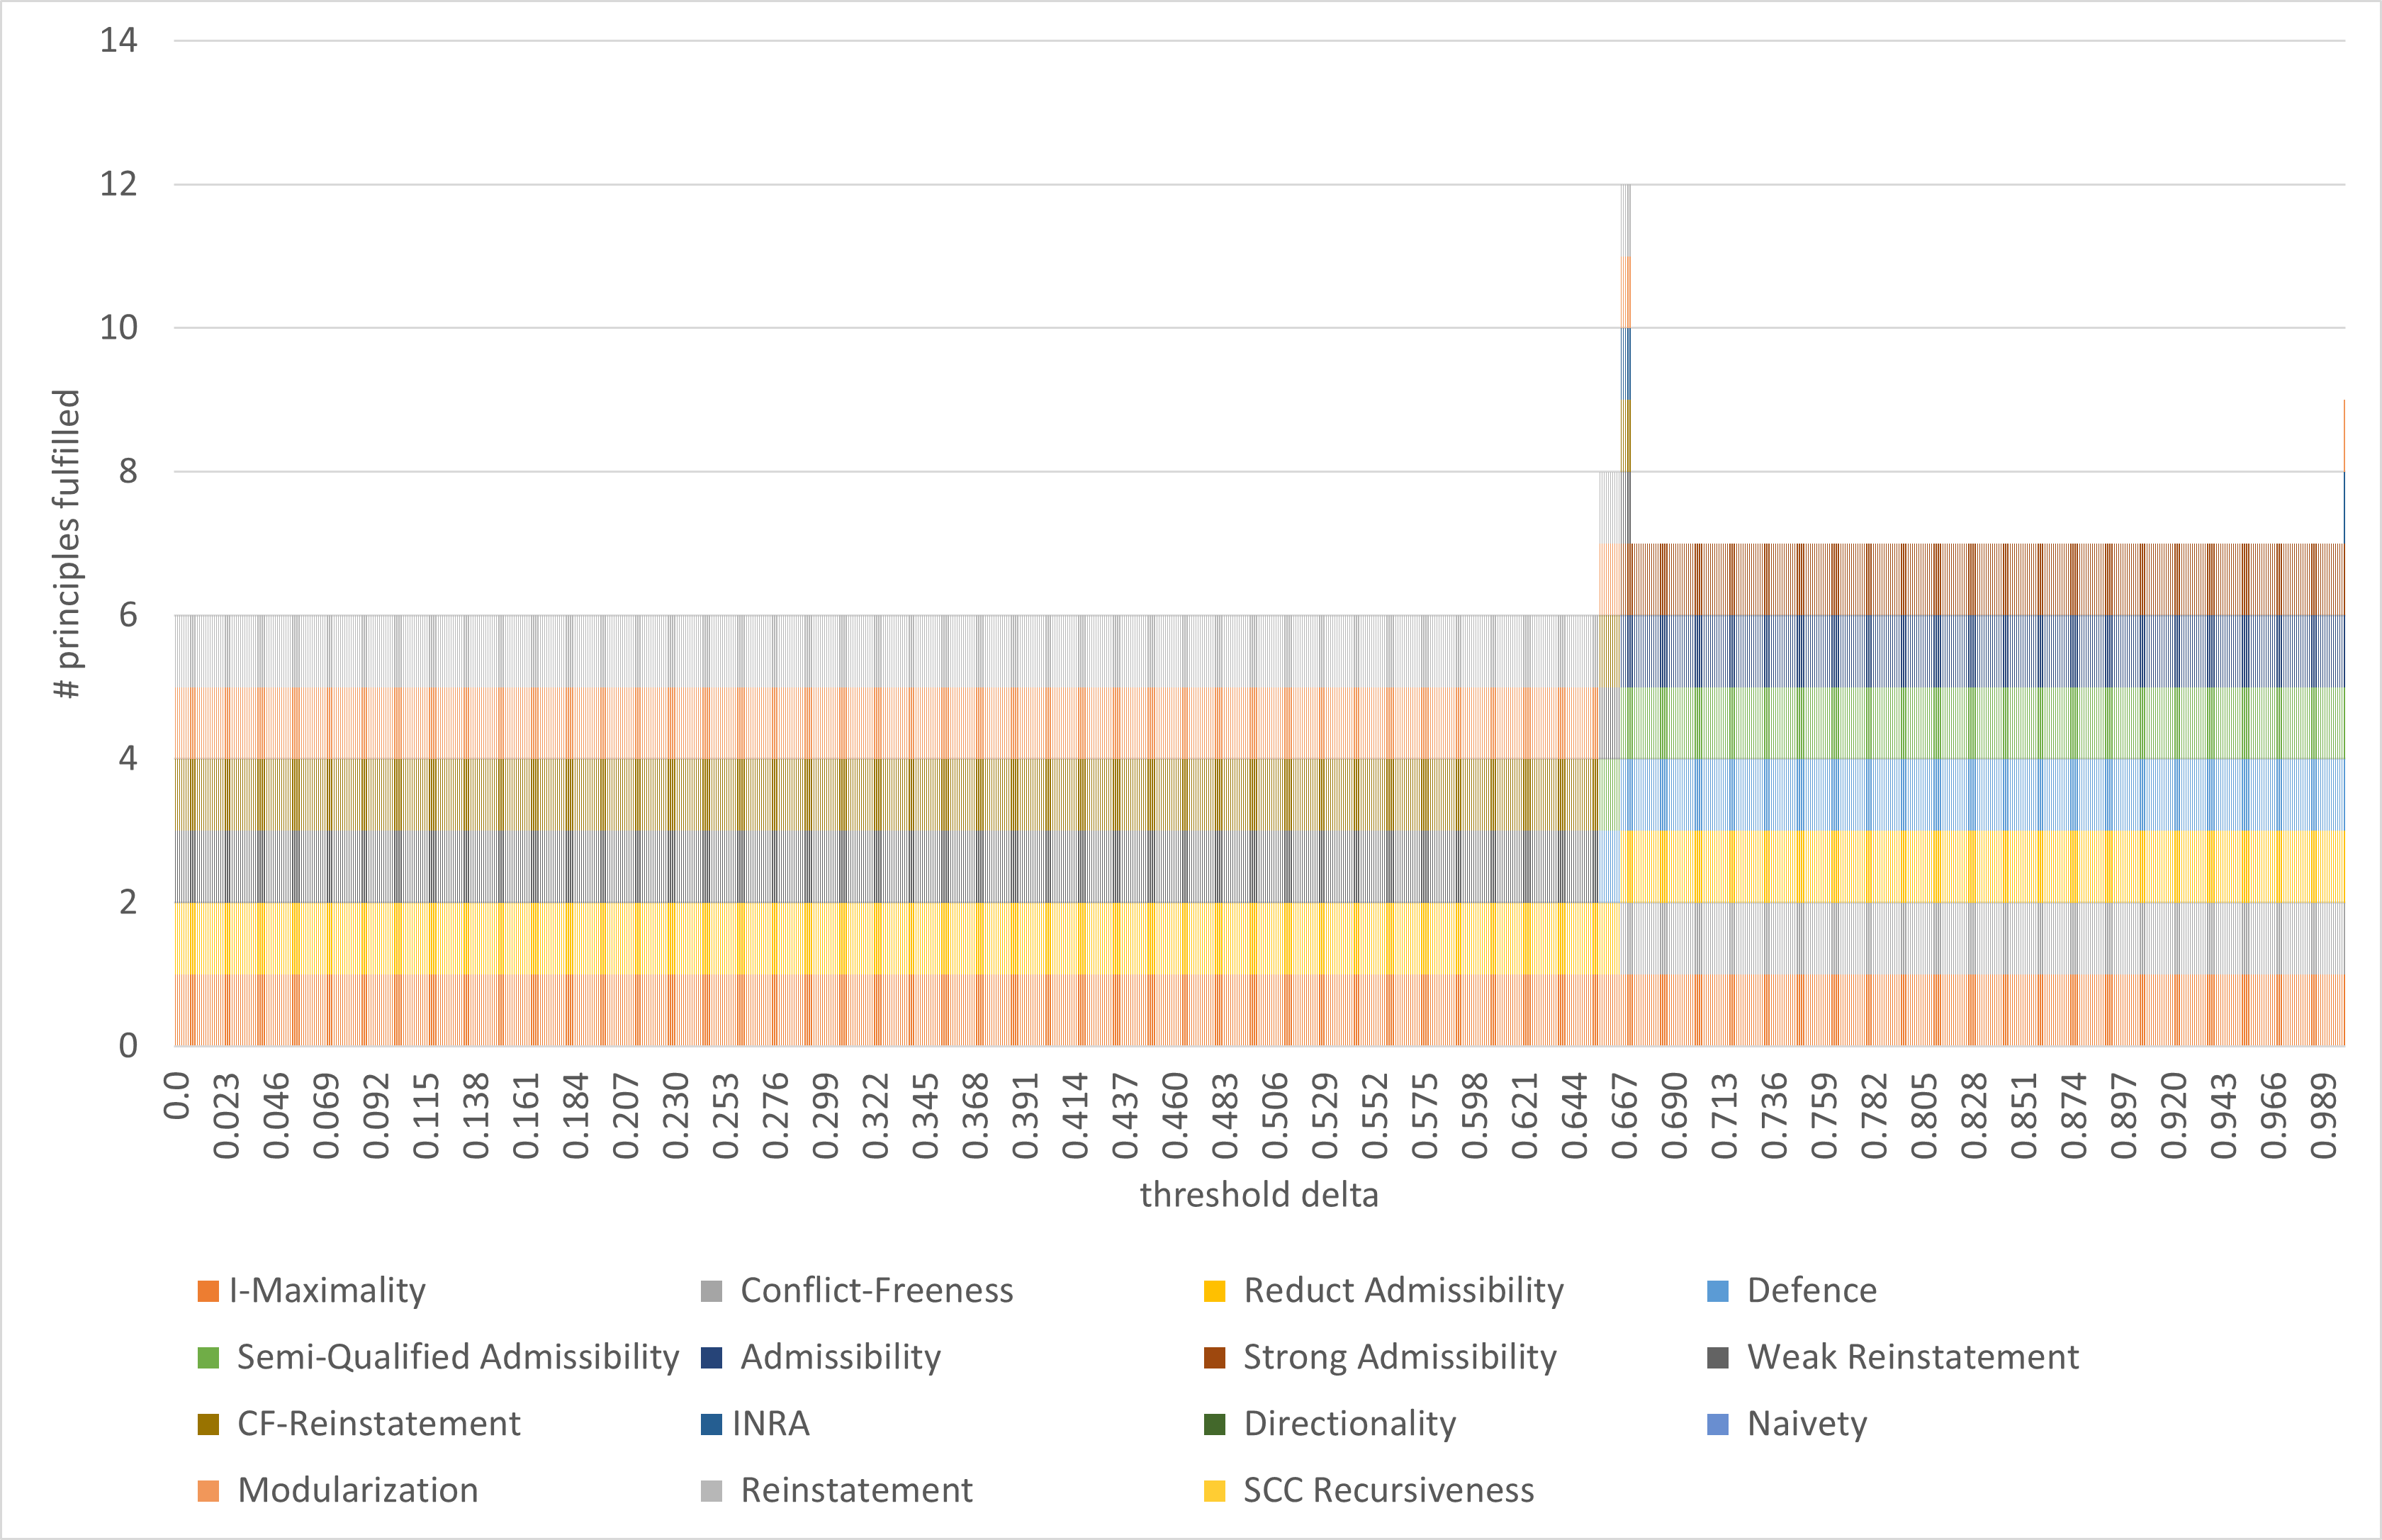 14
12
10
8
6
4
2
0
# principles fulfilled
0.0 0.023 0.046 0.069 0.092 0.115 0.138 0.161 0.184 0.207 0.230 0.253 0.276 0.299 0.322 0.345 0.368 0.391 0.414 0.437 0.460 0.483 0.506 0.529 0.552 0.575 0.598 0.621 0.644 0.667 0.690 0.713 0.736 0.759 0.782 0.805 0.828 0.851 0.874 0.897 0.920 0.943 0.966 0.989
threshold delta
I-Maximality Conflict-Freeness Reduct Admissibility Defence
Semi-Qualified Admissibility Admissibility Strong Admissibility Weak Reinstatement
CF-Reinstatement INRA Directionality Naivety
Modularization Reinstatement SCC Recursiveness